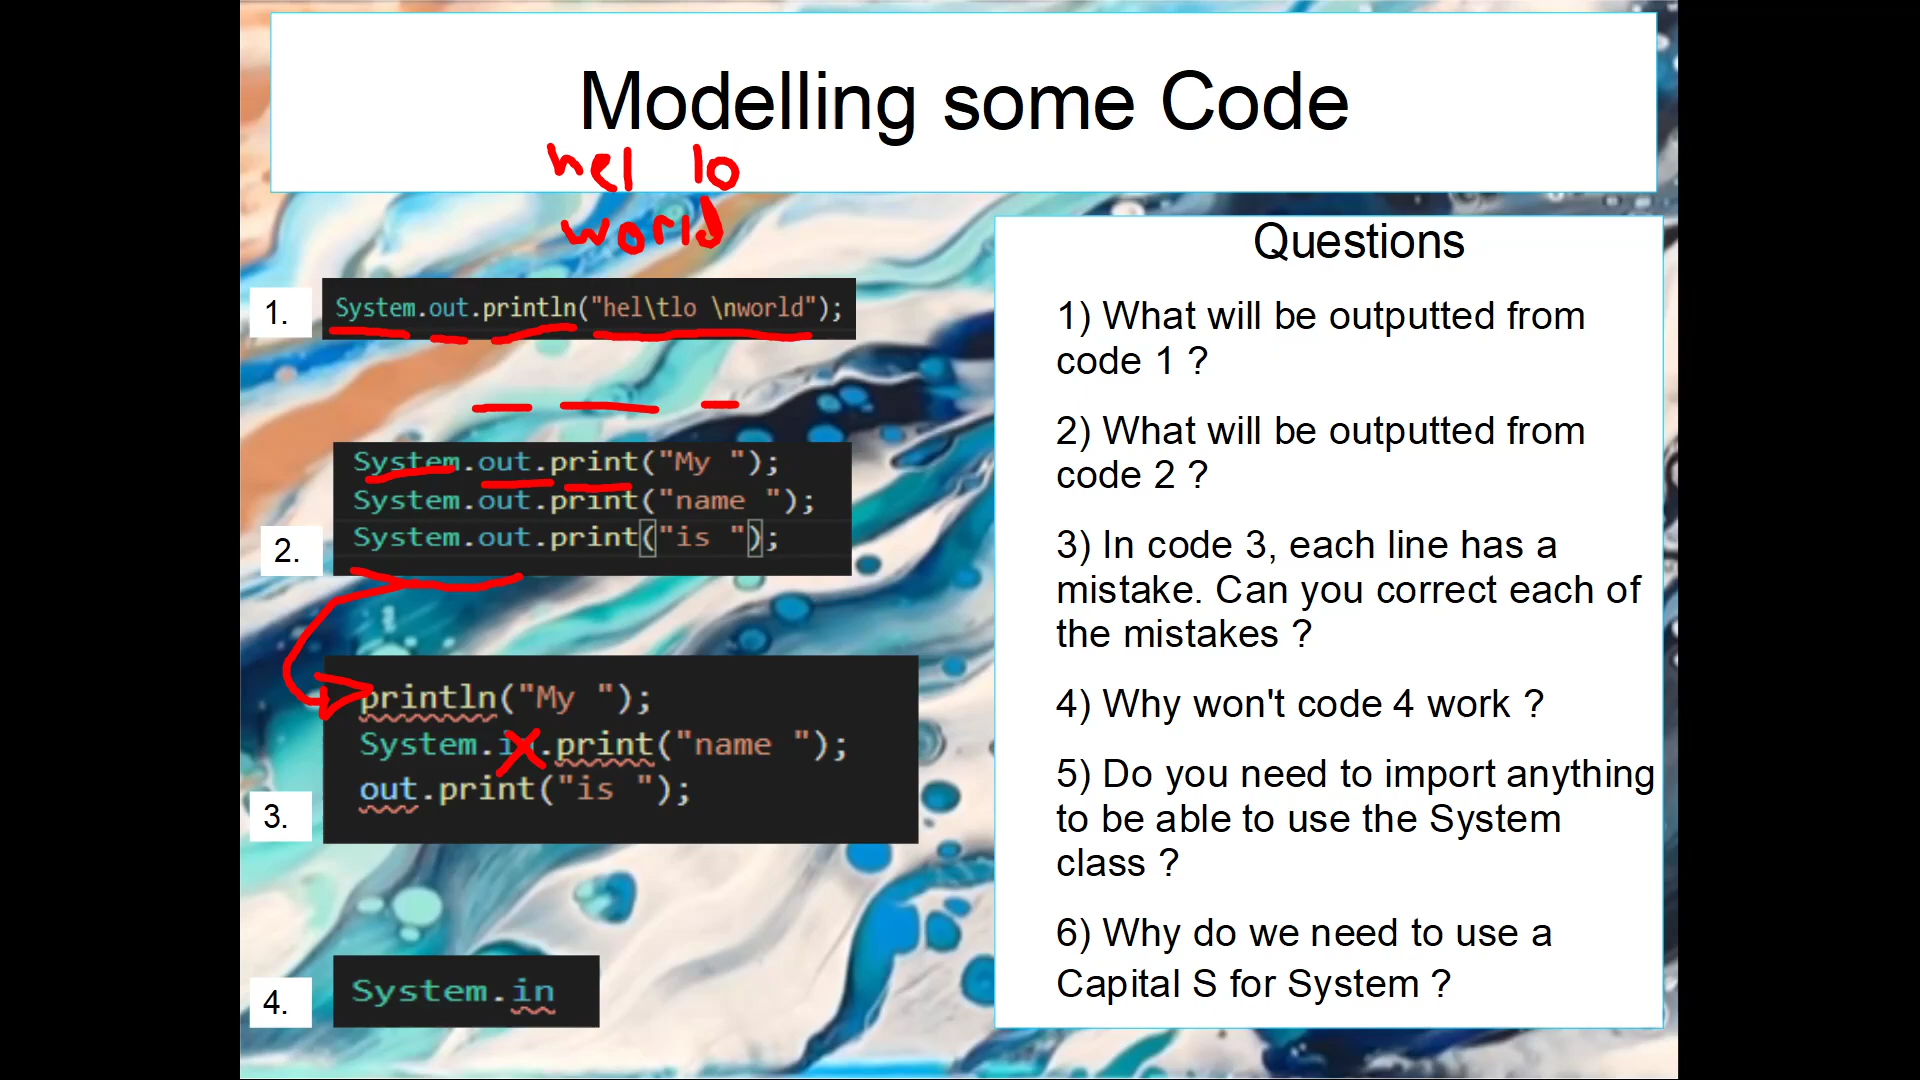 Modelling some Code
hel lo
world
1.
System.out.println("hel\tlo \nworld");
System.out.print("My ");
System.out.print("name ");
System.out.print("is ");
2.
println("My ");
System.in.print("name ");
out.print("is ");
3.
System.in
4.
Questions
1) What will be outputted from
code 1 ?
2) What will be outputted from
code 2 ?
3) In code 3, each line has a
mistake. Can you correct each of
the mistakes ?
4) Why won't code 4 work ?
5) Do you need to import anything
to be able to use the System
class ?
6) Why do we need to use a
Capital S for System ?